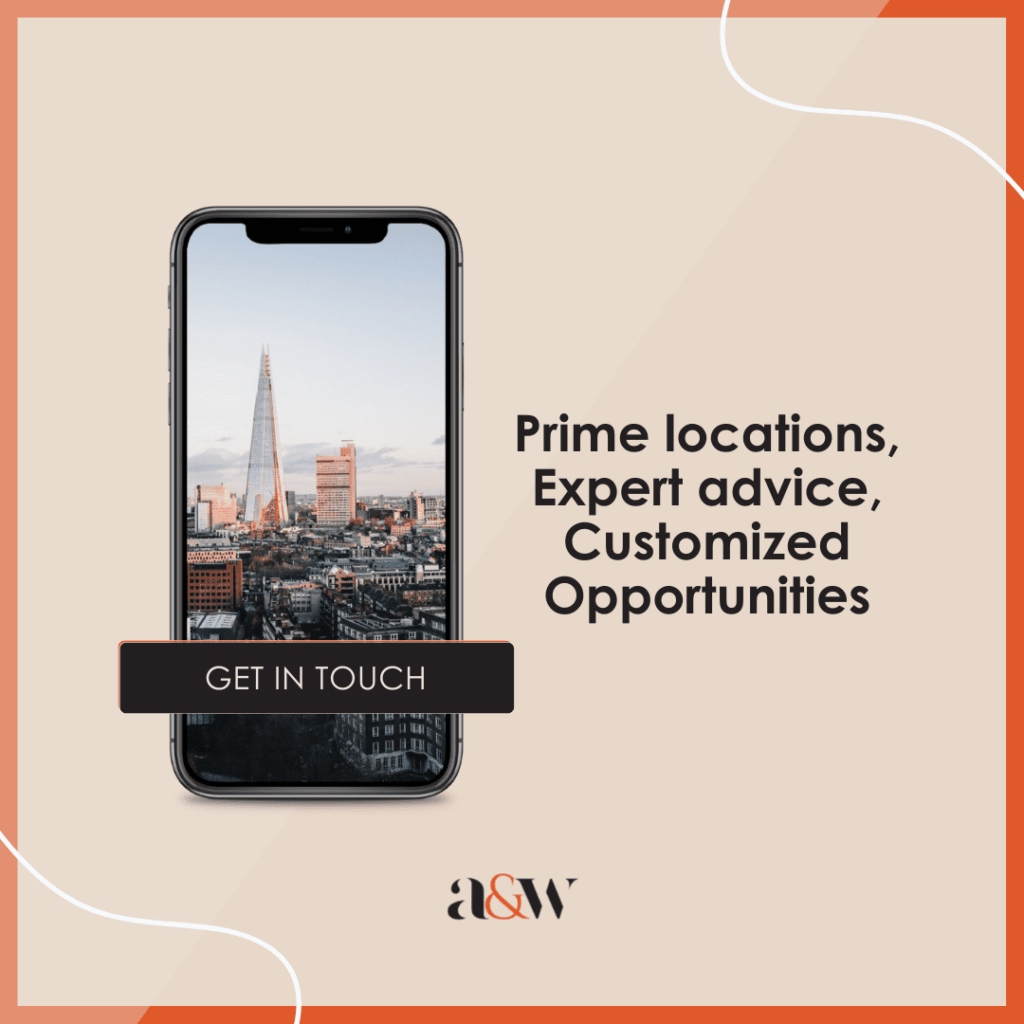 Prime locations,
Expert advice,
Customized
Opportunities
GET IN TOUCH
a&w